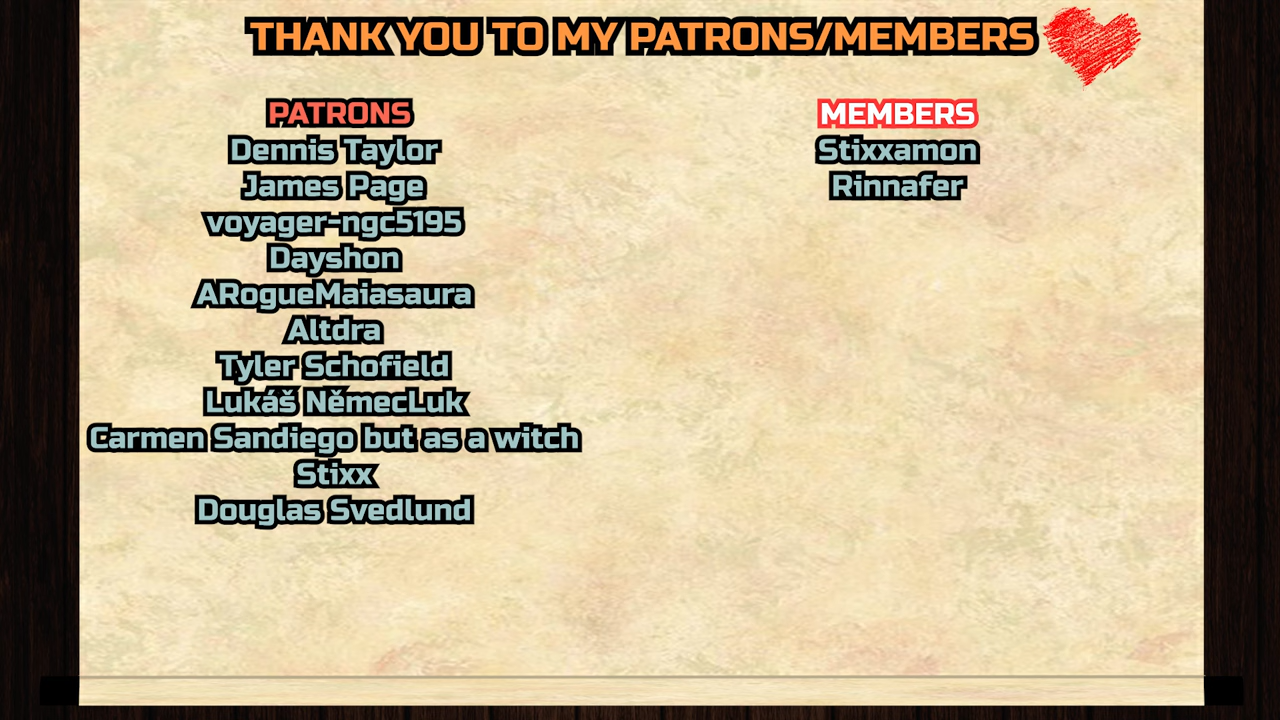 THANK YOU TO MY PATRONS/MEMBERS
PATRONS
Dennis Taylor
James Page
voyager-ngc5195
Dayshon
ARogueMaiasaura
Altdra
Tyler Schofield
Lukáš NěmecLuk
Carmen Sandiego but as a witch
Stixx
Douglas Svedlund
MEMBERS
Stixxamon
Rinnafer